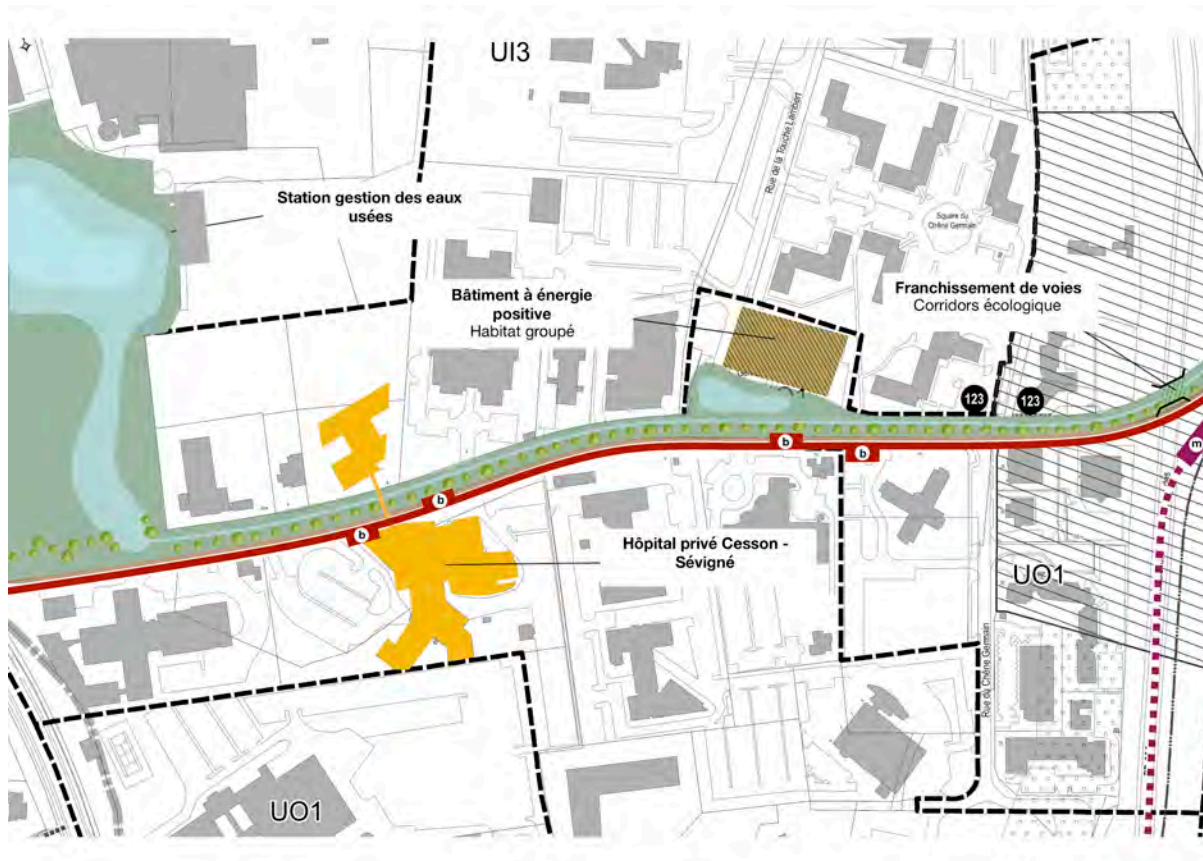 UI3
Rue de la Touche Lambert
Station gestion des eaux
usées
Square du
Chêne Germain
Bâtiment à énergie
positive
Habitat groupé
Franchissement de voies
Corridors écologique
123
123
b
b
m
b
b
Hôpital privé Cesson -
Sévigné
UO1
Rue du Chêne Germain
UO1